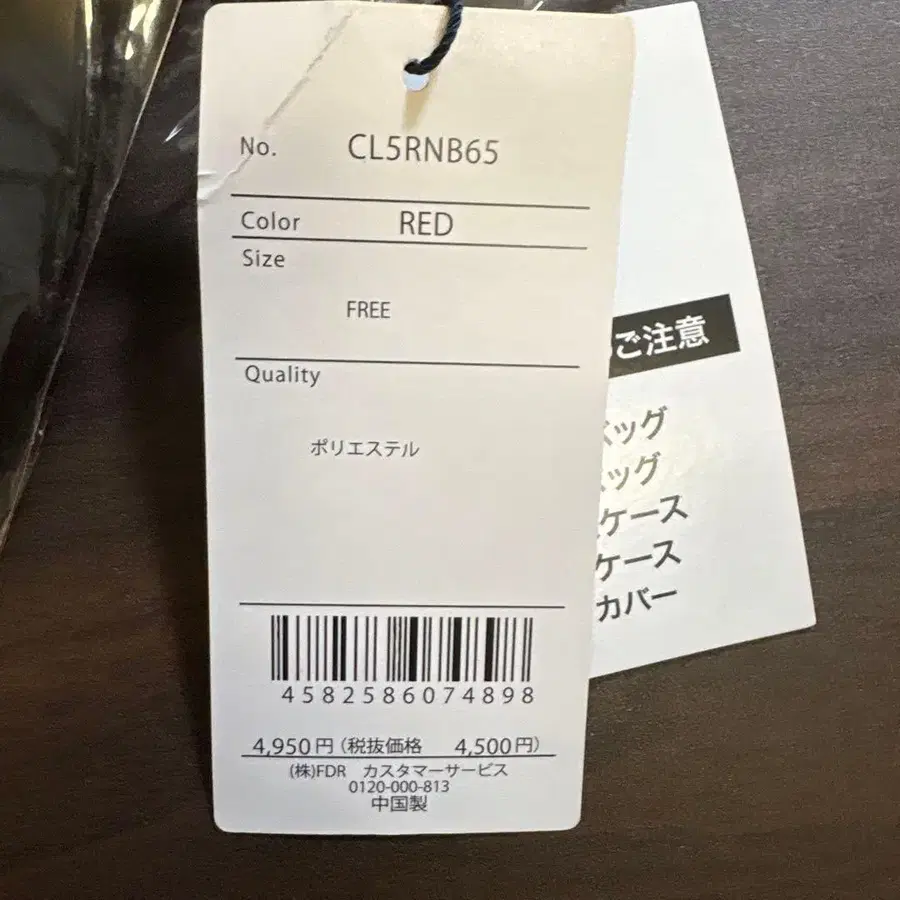 No. CL5RNB65
Color RED
Size
FREE
Quality
ポリエステル
4582586074898
4,950円(税抜価格 4,500円)
(株)FDR カスタマーサービス
0120-000-813
中国製
ご注意
バッグ
ッグ
ケース
ケース
カバー